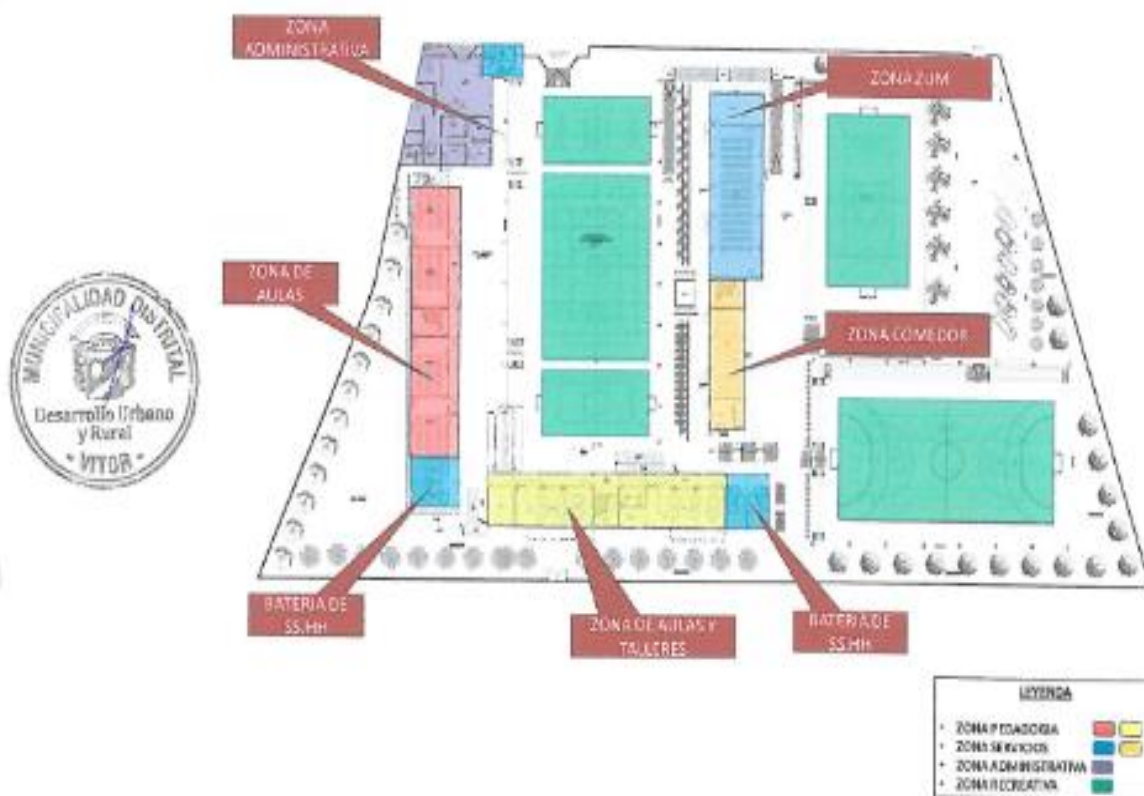 ZONA
ADMINISTRATIVA
ZONA ZUM
ZONA DE
AULAS
ZONA COMEDOR
MUNICIPALIDAD DISTRITAL
Desarrollo Urbano
y Rural
- VITOR -
BATERIA DE
SS.HH
ZONA DE AULAS Y
TALLERES
BATERIA DE
SS.HH
LEYENDA
• ZONA PEDAGOGIA
• ZONA SERVICIOS
• ZONA ADMINISTRATIVA
• ZONA RECREATIVA